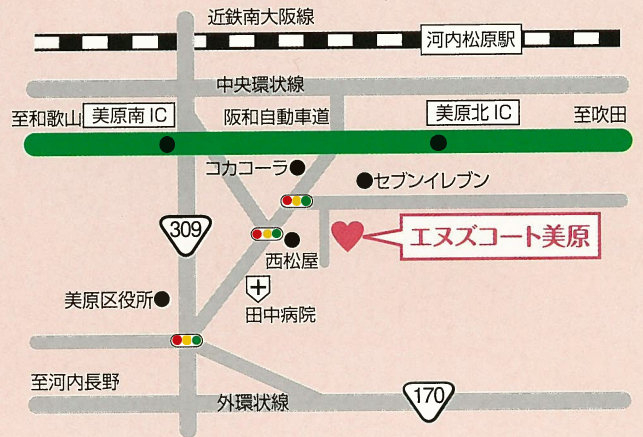 近鉄南大阪線
河内松原駅
中央環状線
至和歌山
美原南IC
阪和自動車道
美原北IC
至吹田
コカコーラ
セブンイレブン
309
エヌズコート美原
西松屋
美原区役所
田中病院
至河内長野
外環状線
170